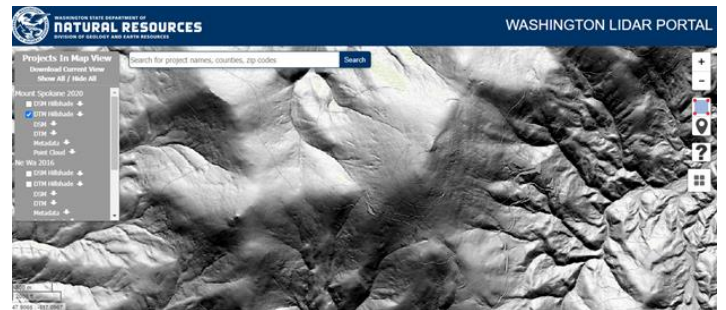 WASHINGTON STATE DEPARTMENT OF
NATURAL RESOURCES
DIVISION OF GEOLOGY AND EARTH RESOURCES
WASHINGTON LIDAR PORTAL
Projects In Map View
Download Current View
Show All / Hide All
Search for project names, counties, zip codes
Search
Mount Spokane 2020
DSM Hillshade
DTM Hillshade
DSM
DTM
Metadata
Point Cloud
Ne Wa 2016
DSM Hillshade
DTM Hillshade
DSM
DTM
Metadata
+
-
?